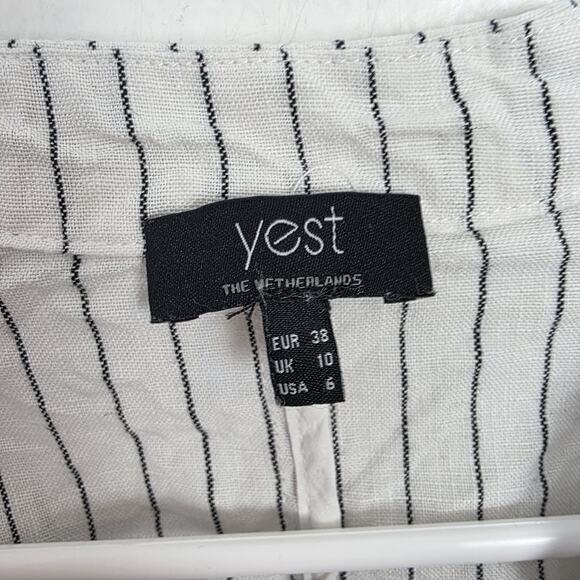 yest
THE NETHERLANDS
EUR 38
UK 10
USA 6